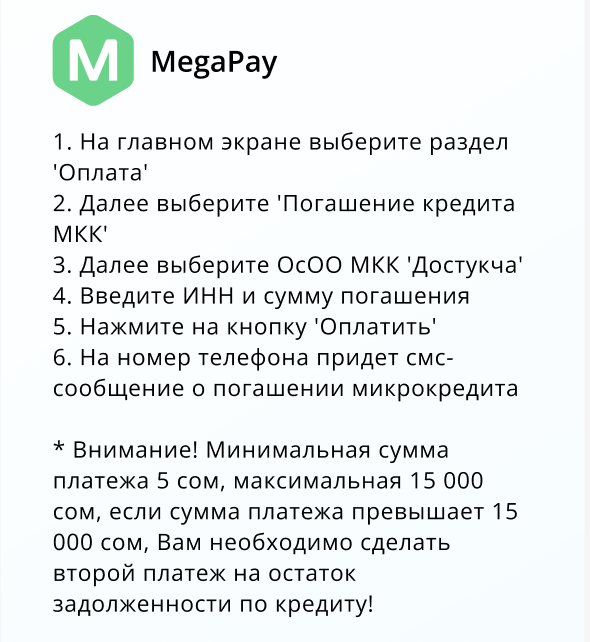 M MegaPay
1. На главном экране выберите раздел
'Оплата'
2. Далее выберите 'Погашение кредита
МКК'
3. Далее выберите ОсОО МКК 'Достукча'
4. Введите ИНН и сумму погашения
5. Нажмите на кнопку 'Оплатить'
6. На номер телефона придет смс-
сообщение о погашении микрокредита
* Внимание! Минимальная сумма
платежа 5 сом, максимальная 15 000
сом, если сумма платежа превышает 15
000 сом, Вам необходимо сделать
второй платеж на остаток
задолженности по кредиту!